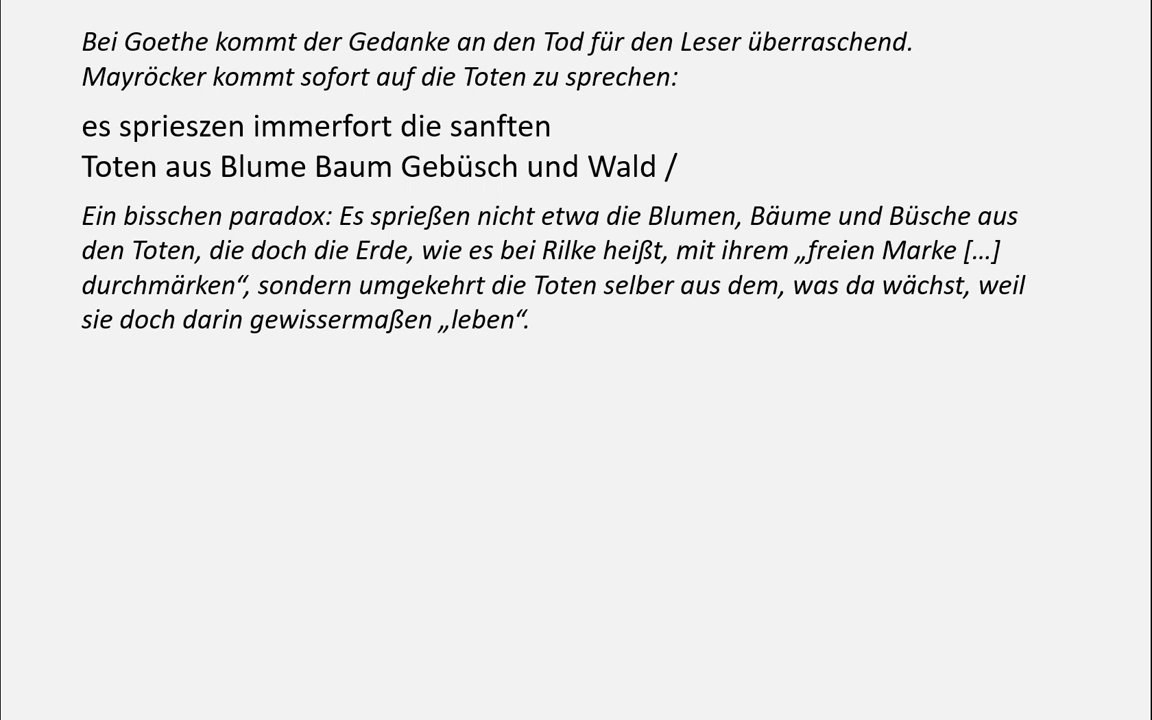 Bei Goethe kommt der Gedanke an den Tod für den Leser überraschend.
Mayröcker kommt sofort auf die Toten zu sprechen:
es sprieszen immerfort die sanften
Toten aus Blume Baum Gebüsch und Wald /
Ein bisschen paradox: Es sprießen nicht etwa die Blumen, Bäume und Büsche aus
den Toten, die doch die Erde, wie es bei Rilke heißt, mit ihrem „freien Marke […]
durchmärken“, sondern umgekehrt die Toten selber aus dem, was da wächst, weil
sie doch darin gewissermaßen „leben“.